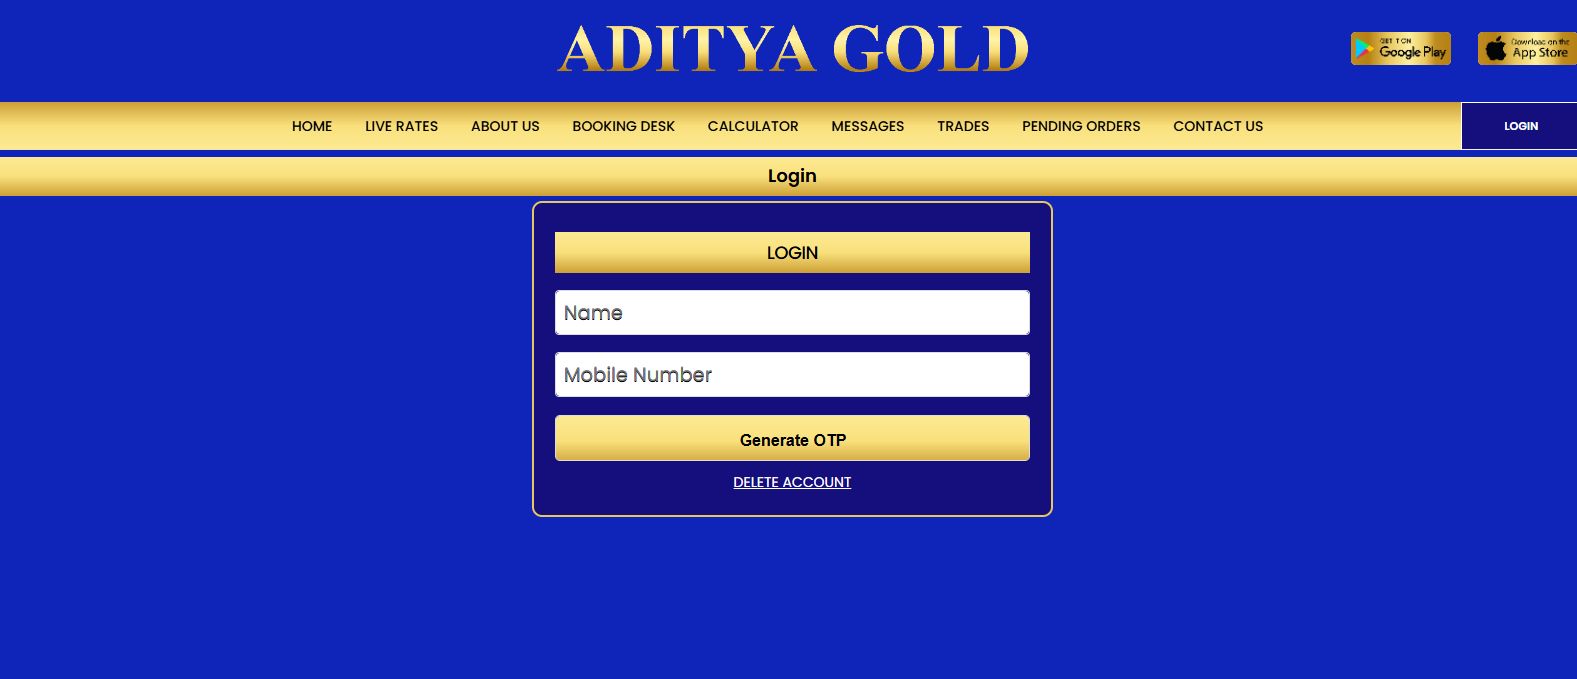 ADITYA GOLD
GET IT ON
Google Play
Download on the
App Store
HOME LIVE RATES ABOUT US BOOKING DESK CALCULATOR MESSAGES TRADES PENDING ORDERS CONTACT US LOGIN
Login
LOGIN
Name
Mobile Number
Generate OTP
DELETE ACCOUNT